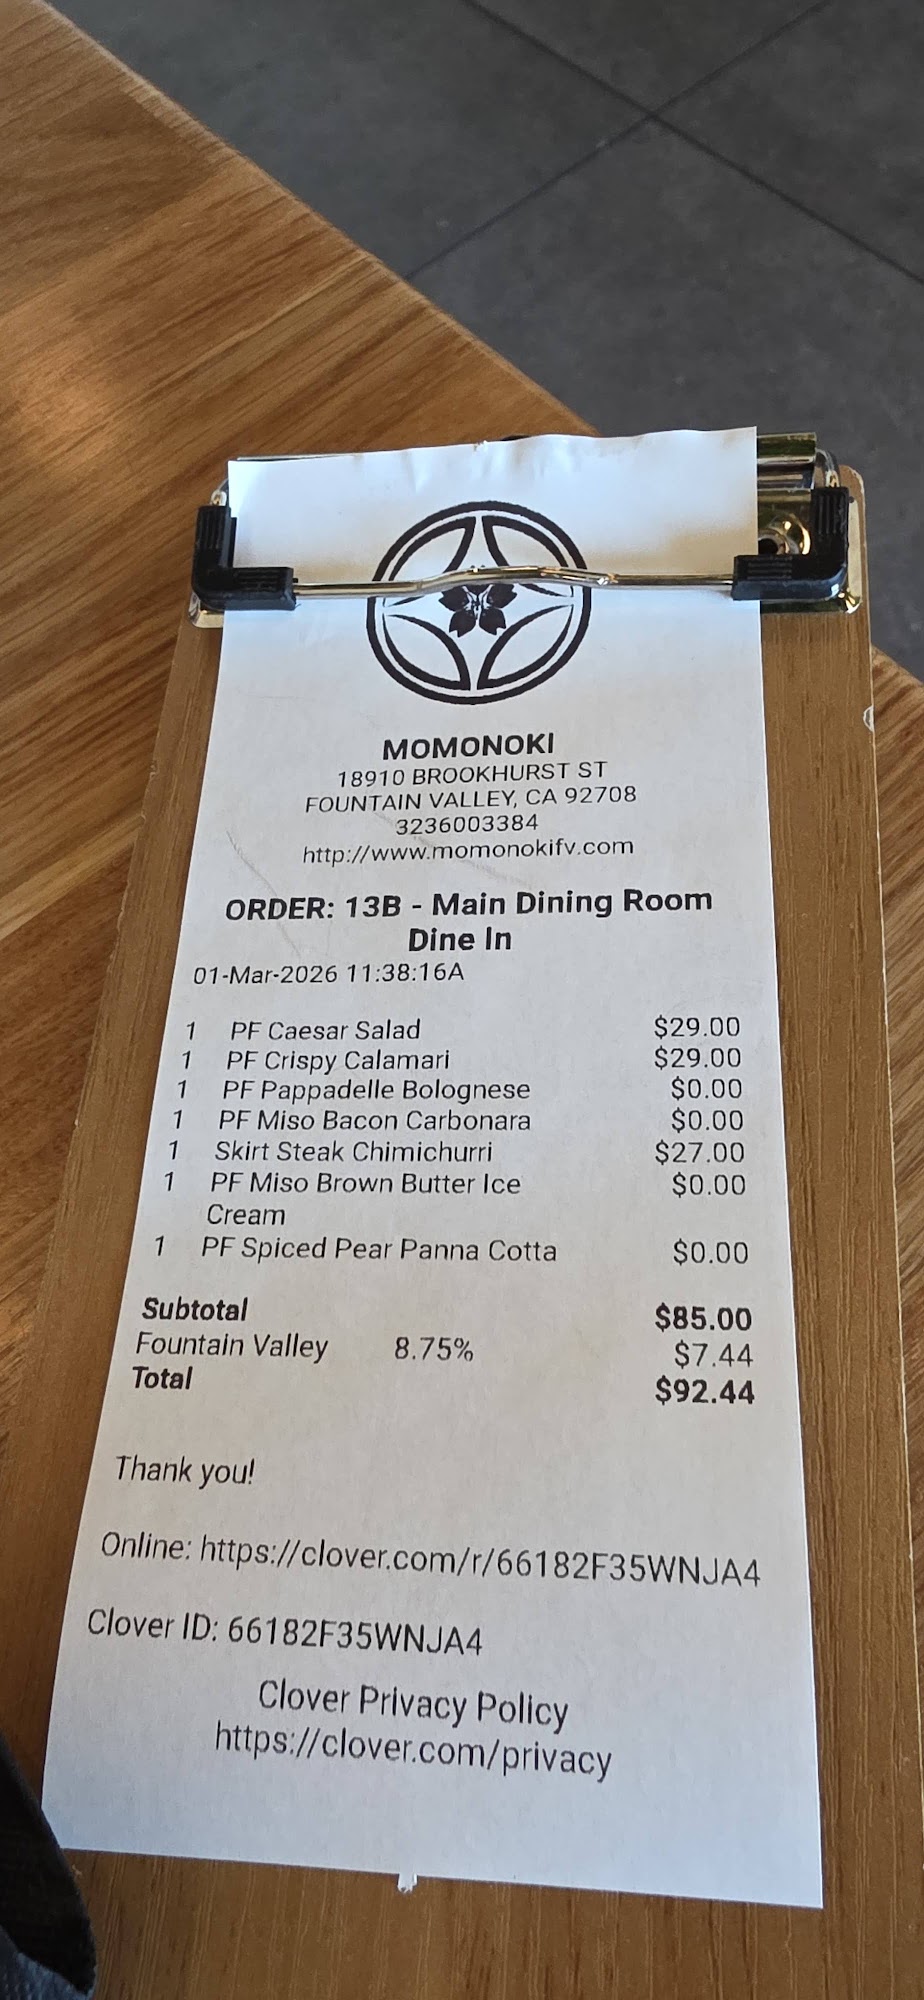 MOMONOKI
18910 BROOKHURST ST
FOUNTAIN VALLEY, CA 92708
3236003384
http://www.momonokifv.com
ORDER: 13B - Main Dining Room
Dine In
01-Mar-2026 11:38:16A
1 PF Caesar Salad $29.00
1 PF Crispy Calamari $29.00
1 PF Pappadelle Bolognese $0.00
1 PF Miso Bacon Carbonara $0.00
1 Skirt Steak Chimichurri $27.00
1 PF Miso Brown Butter Ice $0.00
Cream
1 PF Spiced Pear Panna Cotta $0.00
Subtotal $85.00
Fountain Valley 8.75% $7.44
Total $92.44
Thank you!
Online: https://clover.com/r/66182F35WNJA4
Clover ID: 66182F35WNJA4
Clover Privacy Policy
https://clover.com/privacy